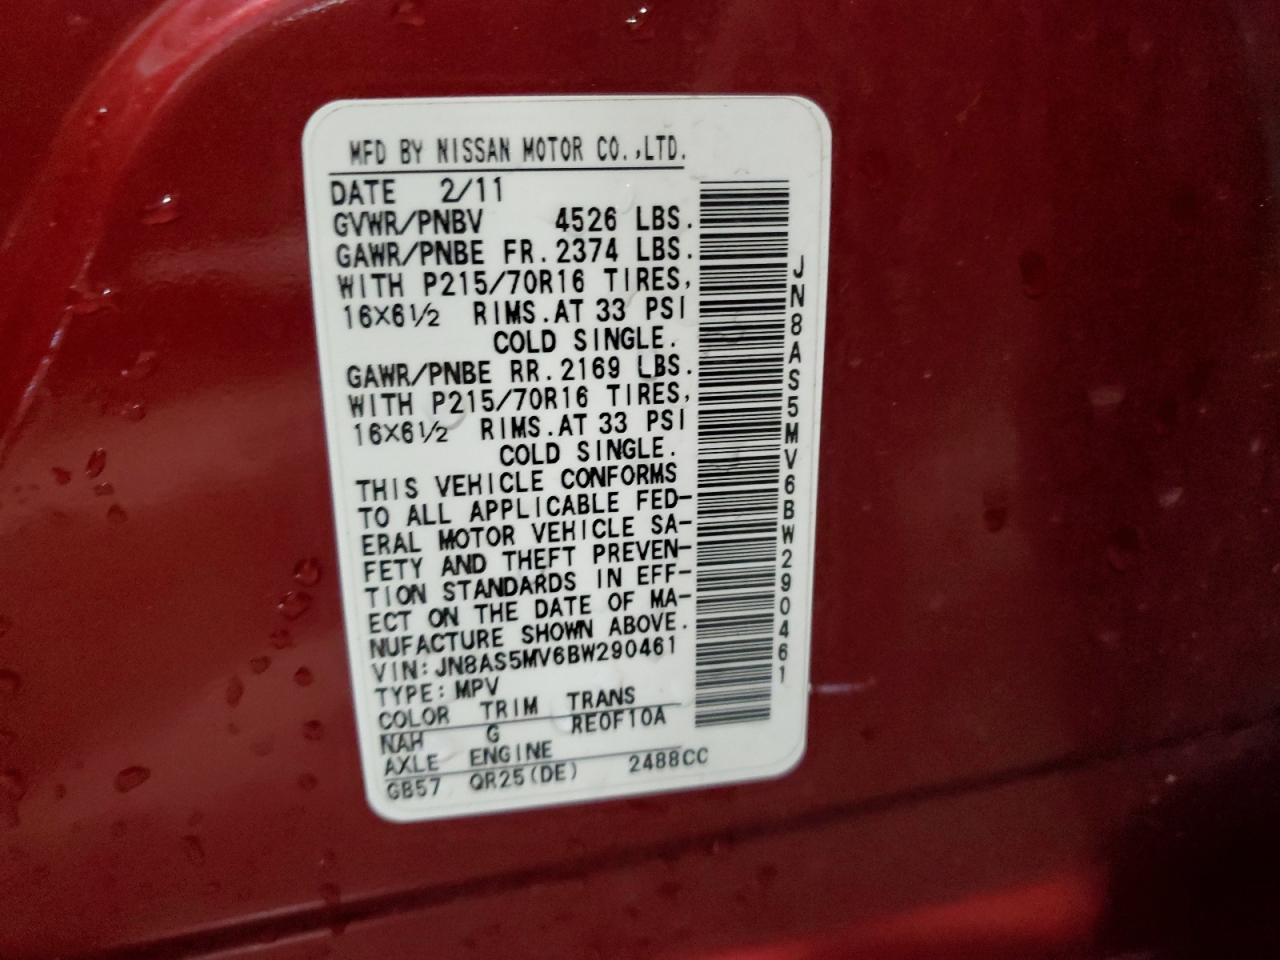 MFD BY NISSAN MOTOR CO.,LTD.
DATE 2/11
GVWR/PNBV 4526 LBS.
GAWR/PNBE FR.2374 LBS.
WITH P215/70R16 TIRES,
16X6½ RIMS.AT 33 PSI
COLD SINGLE.
GAWR/PNBE RR.2169 LBS.
WITH P215/70R16 TIRES,
16X6½ RIMS.AT 33 PSI
COLD SINGLE.
THIS VEHICLE CONFORMS
TO ALL APPLICABLE FED-
ERAL MOTOR VEHICLE SA-
FETY AND THEFT PREVEN-
TION STANDARDS IN EFF-
ECT ON THE DATE OF MA-
NUFACTURE SHOWN ABOVE.
VIN:JN8AS5MV6BW290461
TYPE:MPV
COLOR TRIM TRANS
NAH G RE0F10A
AXLE ENGINE
GB57 QR25(DE) 2488CC
JN8AS5MV6BW290461